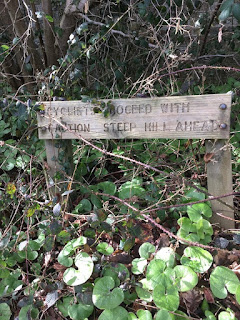 CYCLISTS PROCEED WITH
CAUTION STEEP HILL AHEAD